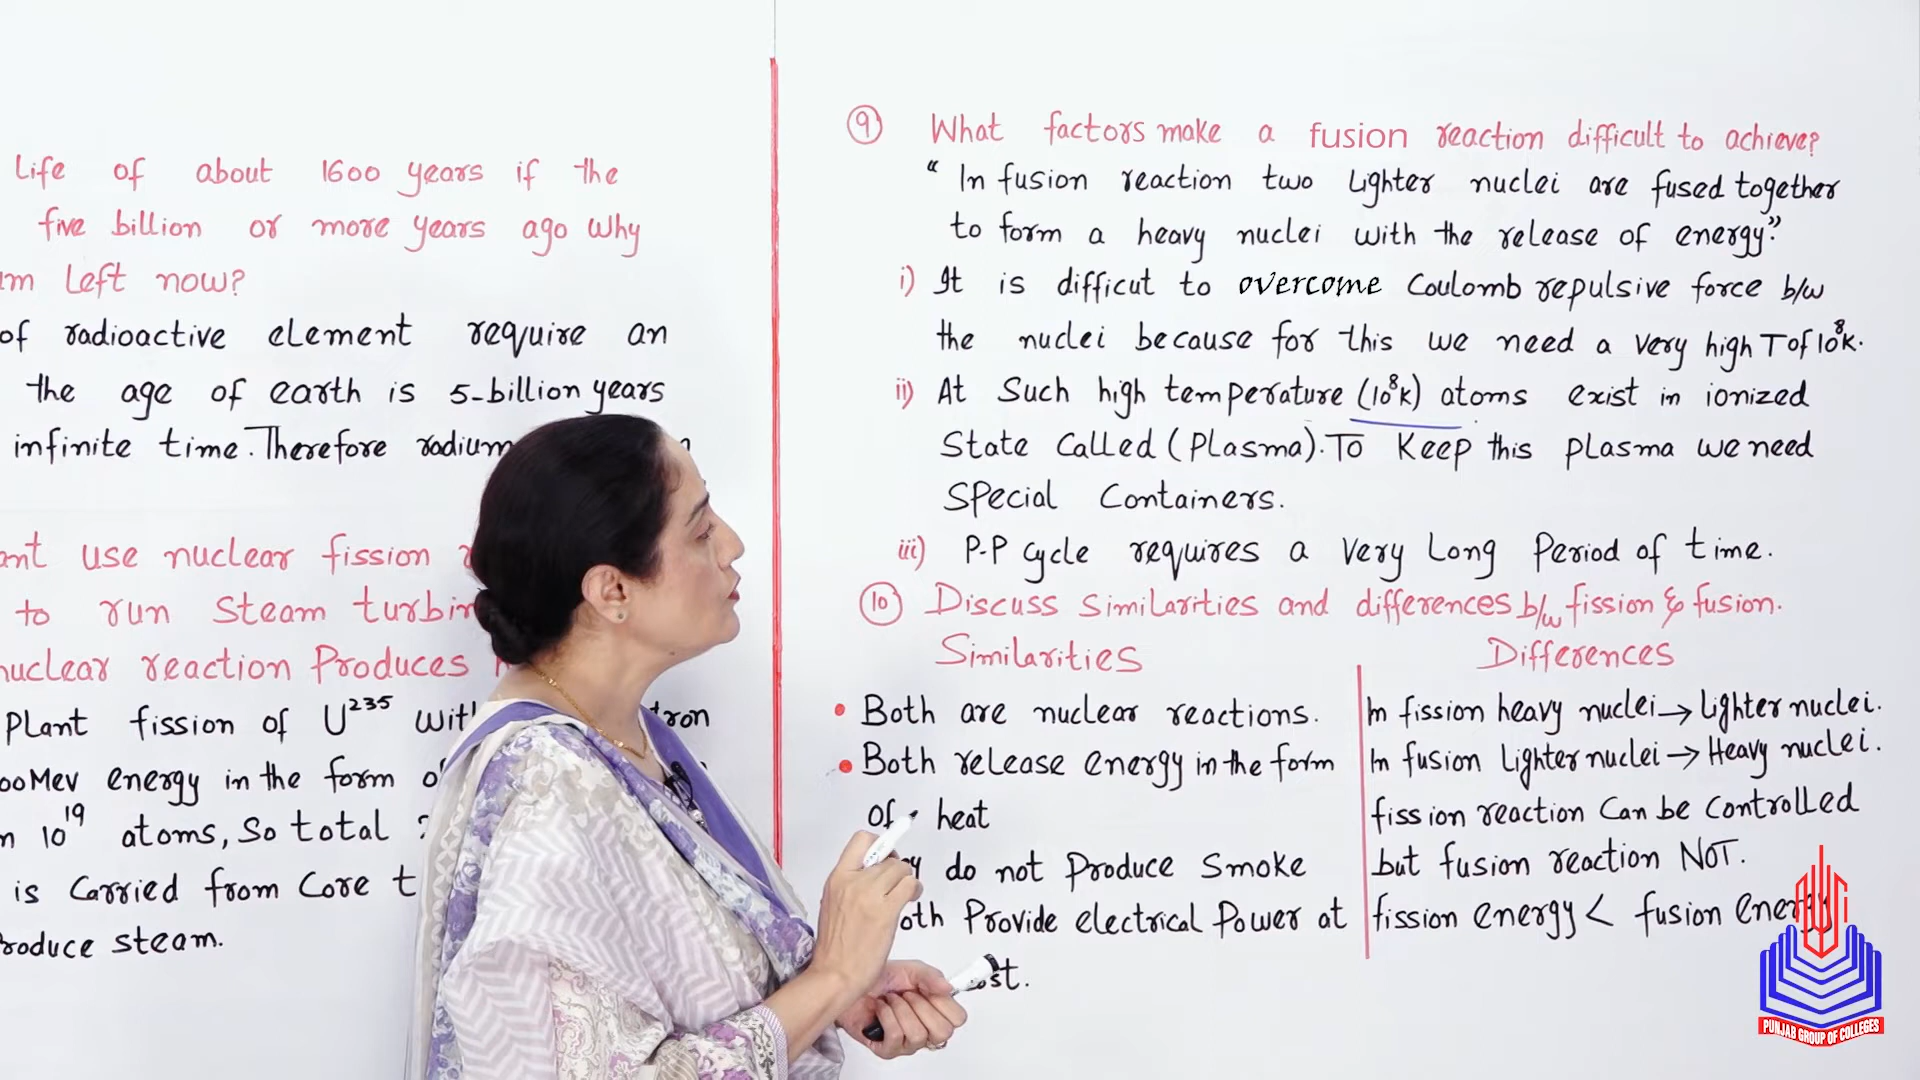 Life of about 1600 years if the
five billion or more years ago why
Left now?
of radioactive element require an
the age of earth is 5-billion years
infinite time. Therefore radium
use nuclear fission
to run steam turbin
nuclear reaction Produces
Plant fission of U²³⁵ with
Mev energy in the form of
10¹⁹ atoms, So total
is Carried from Core t
Produce steam.
⑨ What factors make a fusion reaction difficult to achieve?
" In fusion reaction two Lighter nuclei are fused together
to form a heavy nuclei with the release of energy."
i) It is difficut to overcome Coulomb repulsive force b/w
the nuclei because for this we need a very high T of 10⁸K.
ii) At Such high temperature (10⁸K) atoms exist in ionized
State Called (Plasma). To Keep this plasma we need
Special Containers.
iii) P-P cycle requires a very Long Period of time.
⑩ Discuss Similarities and differences b/w fission & fusion.
Similarities
• Both are nuclear reactions.
• Both release energy in the form
of heat
do not Produce Smoke
Provide electrical Power at
Differences
In fission heavy nuclei → Lighter nuclei.
In fusion Lighter nuclei → Heavy nuclei.
fission reaction Can be Controlled
but fusion reaction NOT.
fission energy < fusion energy
PUNJAB GROUP OF COLLEGES